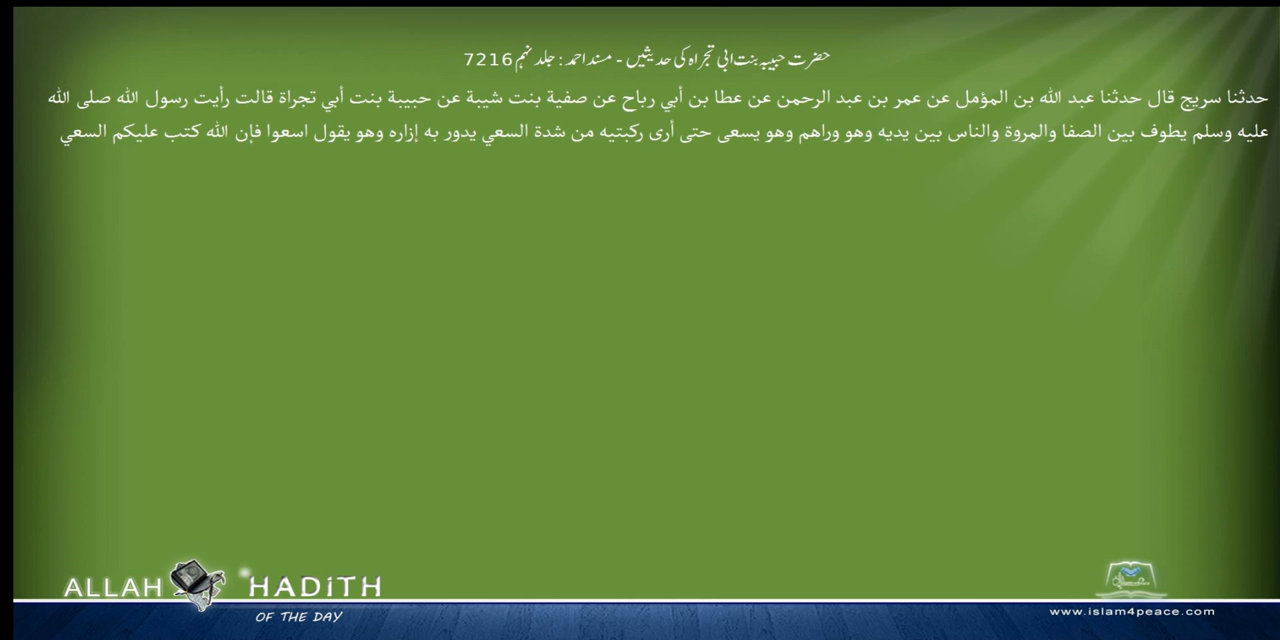 حضرت حبیبہ بنت ابی تجراہ کی حدیثیں - مسند احمد : جلد نہم 7216
حدثنا سريج قال حدثنا عبد الله بن المؤمل عن عمر بن عبد الرحمن عن عطا بن أبي رباح عن صفية بنت شيبة عن حبيبة بنت أبي تجراة قالت رأيت رسول الله صلى الله
عليه وسلم يطوف بين الصفا والمروة والناس بين يديه وهو وراهم وهو يسعى حتى أرى ركبتيه من شدة السعي يدور به إزاره وهو يقول اسعوا فإن الله كتب عليكم السعي
ALLAH HADITH
OF THE DAY
www.islam4peace.com